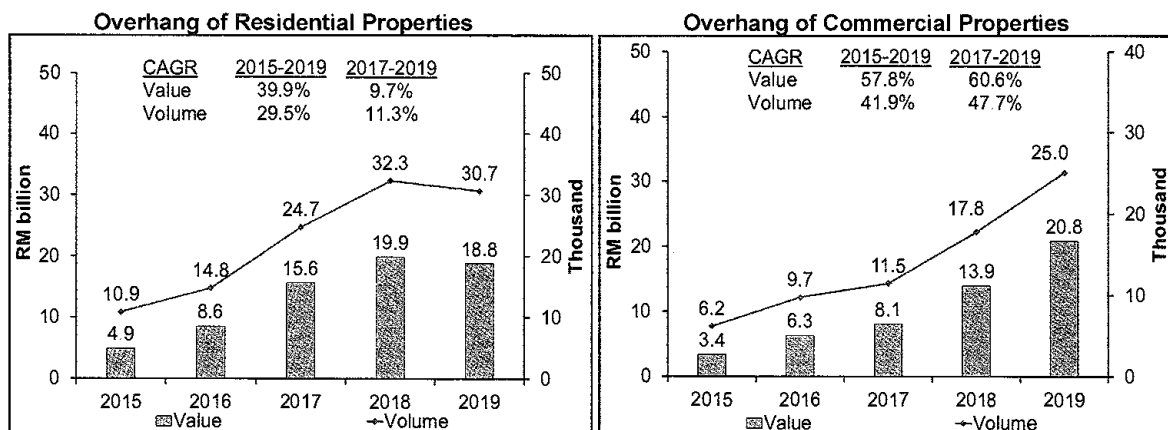 Overhang of Residential Properties
CAGR 2015-2019 2017-2019
Value 39.9% 9.7%
Volume 29.5% 11.3%
RM billion
50
40
30
20
10
0
10.9
14.8
24.7
32.3
30.7
4.9
8.6
15.6
19.9
18.8
50
40
30
20
10
00
Thousand
2015 2016 2017 2018 2019
Value Volume
Overhang of Commercial Properties
CAGR 2015-2019 2017-2019
Value 57.8% 60.6%
Volume 41.9% 47.7%
RM billion
50
40
30
20
10
0
6.2
9.7
11.5
17.8
25.0
3.4
6.3
8.1
13.9
20.8
40
30
20
10
00
Thousand
2015 2016 2017 2018 2019
Value Volume